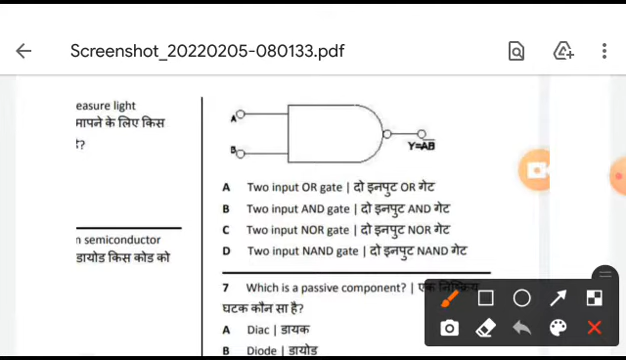 Screenshot_20220205-080133.pdf
easure light
मापने के लिए किस
है?
n semiconductor
डायोड किस कोड को
A
B
Y=A̅B̅
A Two input OR gate | दो इनपुट OR गेट
B Two input AND gate | दो इनपुट AND गेट
C Two input NOR gate | दो इनपुट NOR गेट
D Two input NAND gate | दो इनपुट NAND गेट
7 Which is a passive component? | एक निष्क्रिय
घटक कौन सा है?
A Diac | डायक
B Diode | डायोड